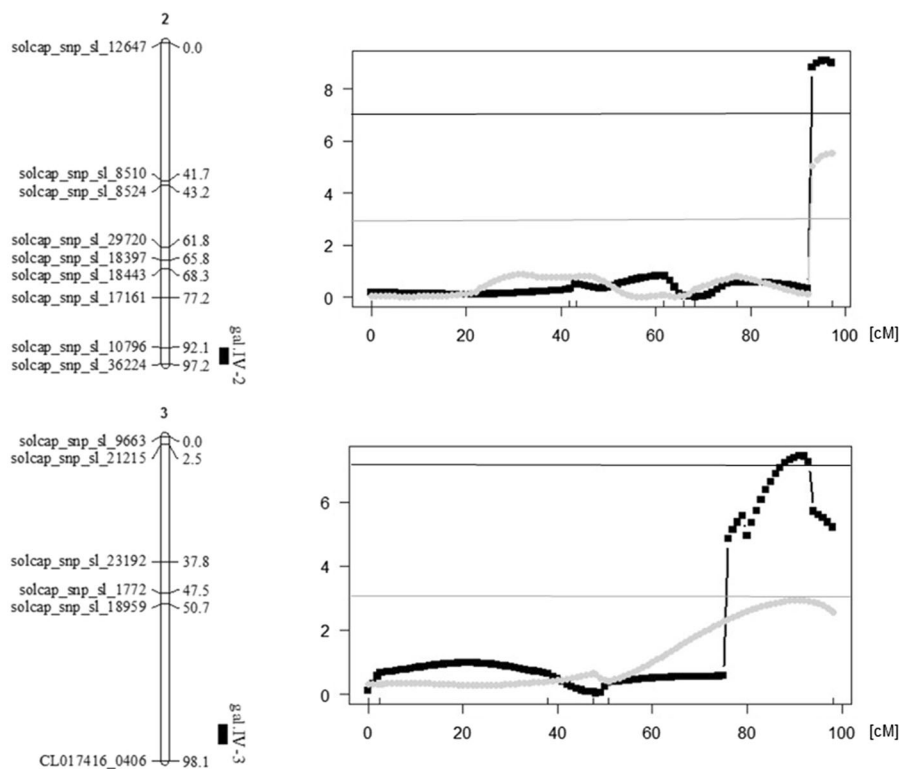 2
solcap_snp_sl_12647 0.0
solcap_snp_sl_8510 41.7
solcap_snp_sl_8524 43.2
solcap_snp_sl_29720 61.8
solcap_snp_sl_18397 65.8
solcap_snp_sl_18443 68.3
solcap_snp_sl_17161 77.2
solcap_snp_sl_10796 92.1
solcap_snp_sl_36224 97.2
gal.IV-2
8
6
4
2
0
0 20 40 60 80 100 [cM]
3
solcap_snp_sl_9663 0.0
solcap_snp_sl_21215 2.5
solcap_snp_sl_23192 37.8
solcap_snp_sl_1772 47.5
solcap_snp_sl_18959 50.7
CL017416_0406 98.1
gal.IV-3
6
4
2
0
0 20 40 60 80 100 [cM]